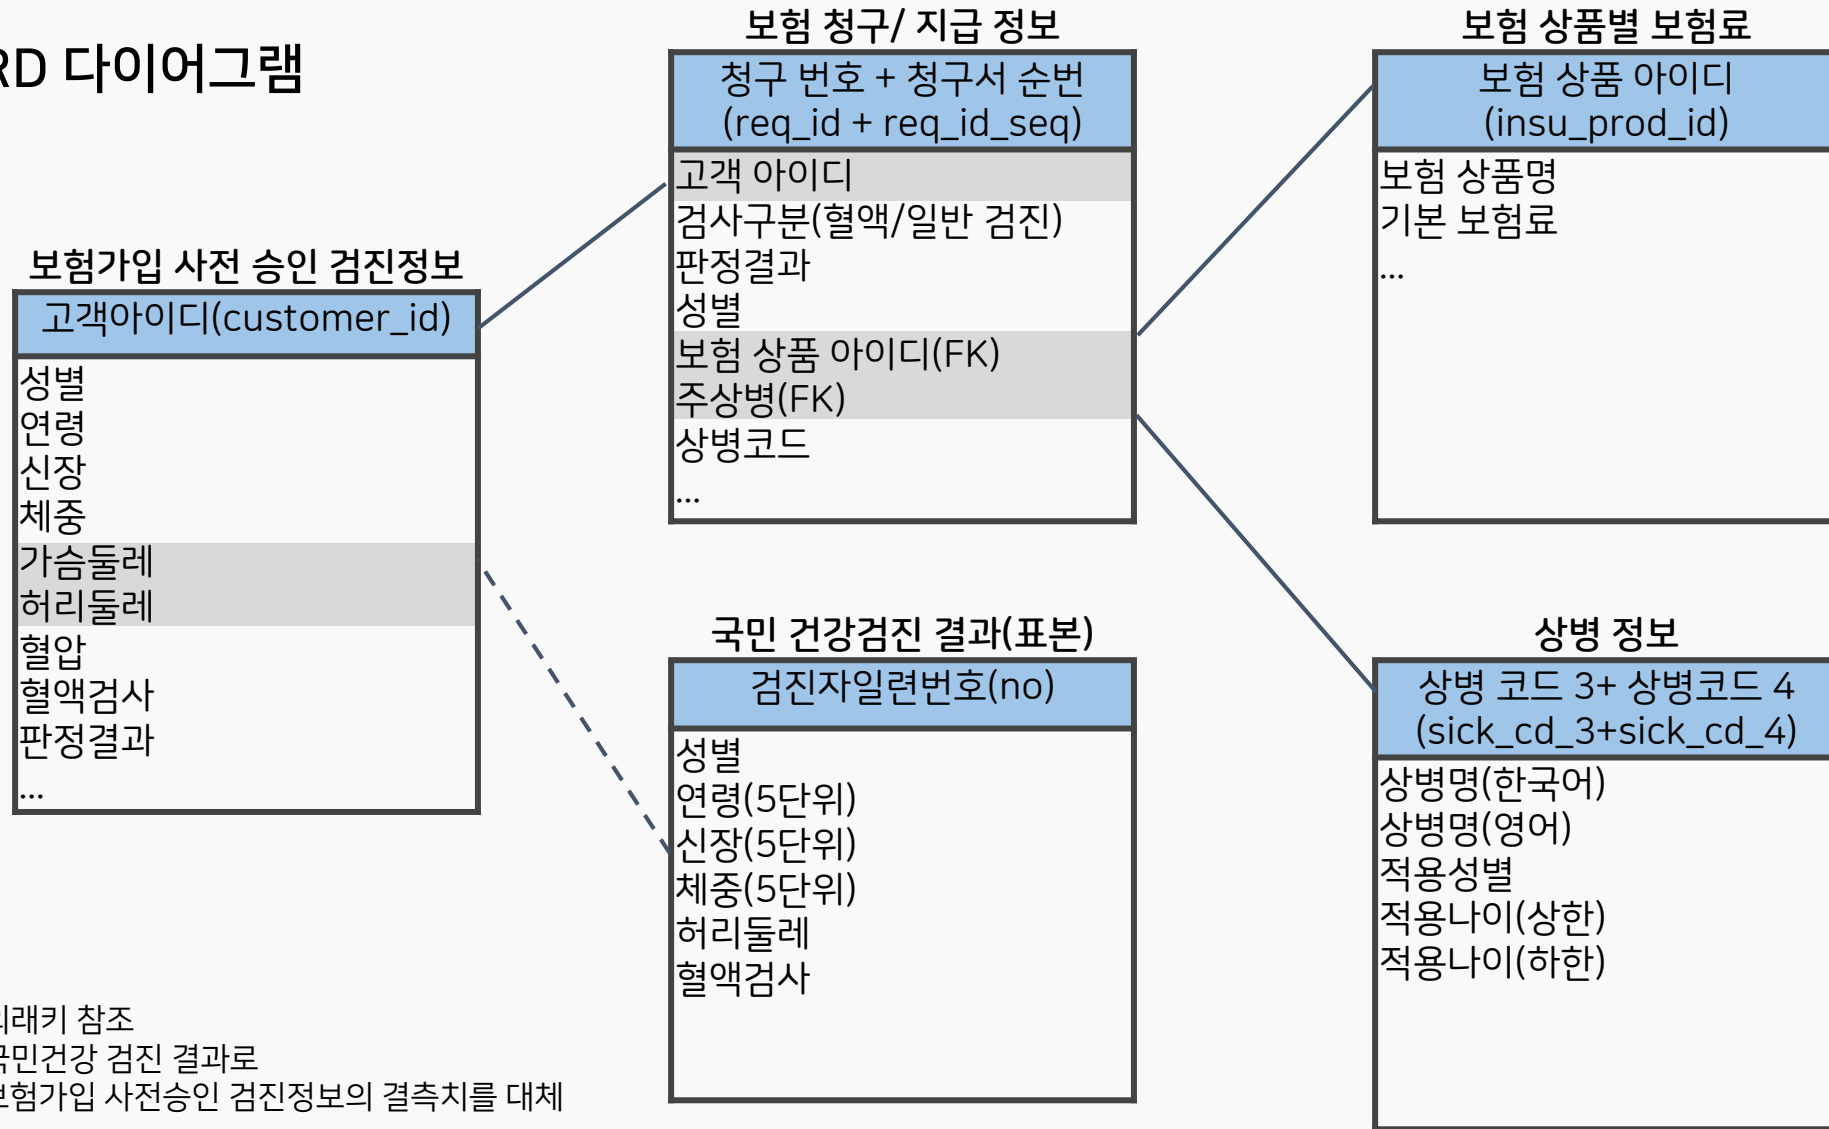 RD 다이어그램
보험가입 사전 승인 검진정보
고객아이디(customer_id)
성별
연령
신장
체중
가슴둘레
허리둘레
혈압
혈액검사
판정결과
...
보험 청구/ 지급 정보
청구 번호 + 청구서 순번
(req_id + req_id_seq)
고객 아이디
검사구분(혈액/일반 검진)
판정결과
성별
보험 상품 아이디(FK)
주상병(FK)
상병코드
...
보험 상품별 보험료
보험 상품 아이디
(insu_prod_id)
보험 상품명
기본 보험료
...
국민 건강검진 결과(표본)
검진자일련번호(no)
성별
연령(5단위)
신장(5단위)
체중(5단위)
허리둘레
혈액검사
상병 정보
상병 코드 3+ 상병코드 4
(sick_cd_3+sick_cd_4)
상병명(한국어)
상병명(영어)
적용성별
적용나이(상한)
적용나이(하한)
외래키 참조
국민건강 검진 결과로
보험가입 사전승인 검진정보의 결측치를 대체